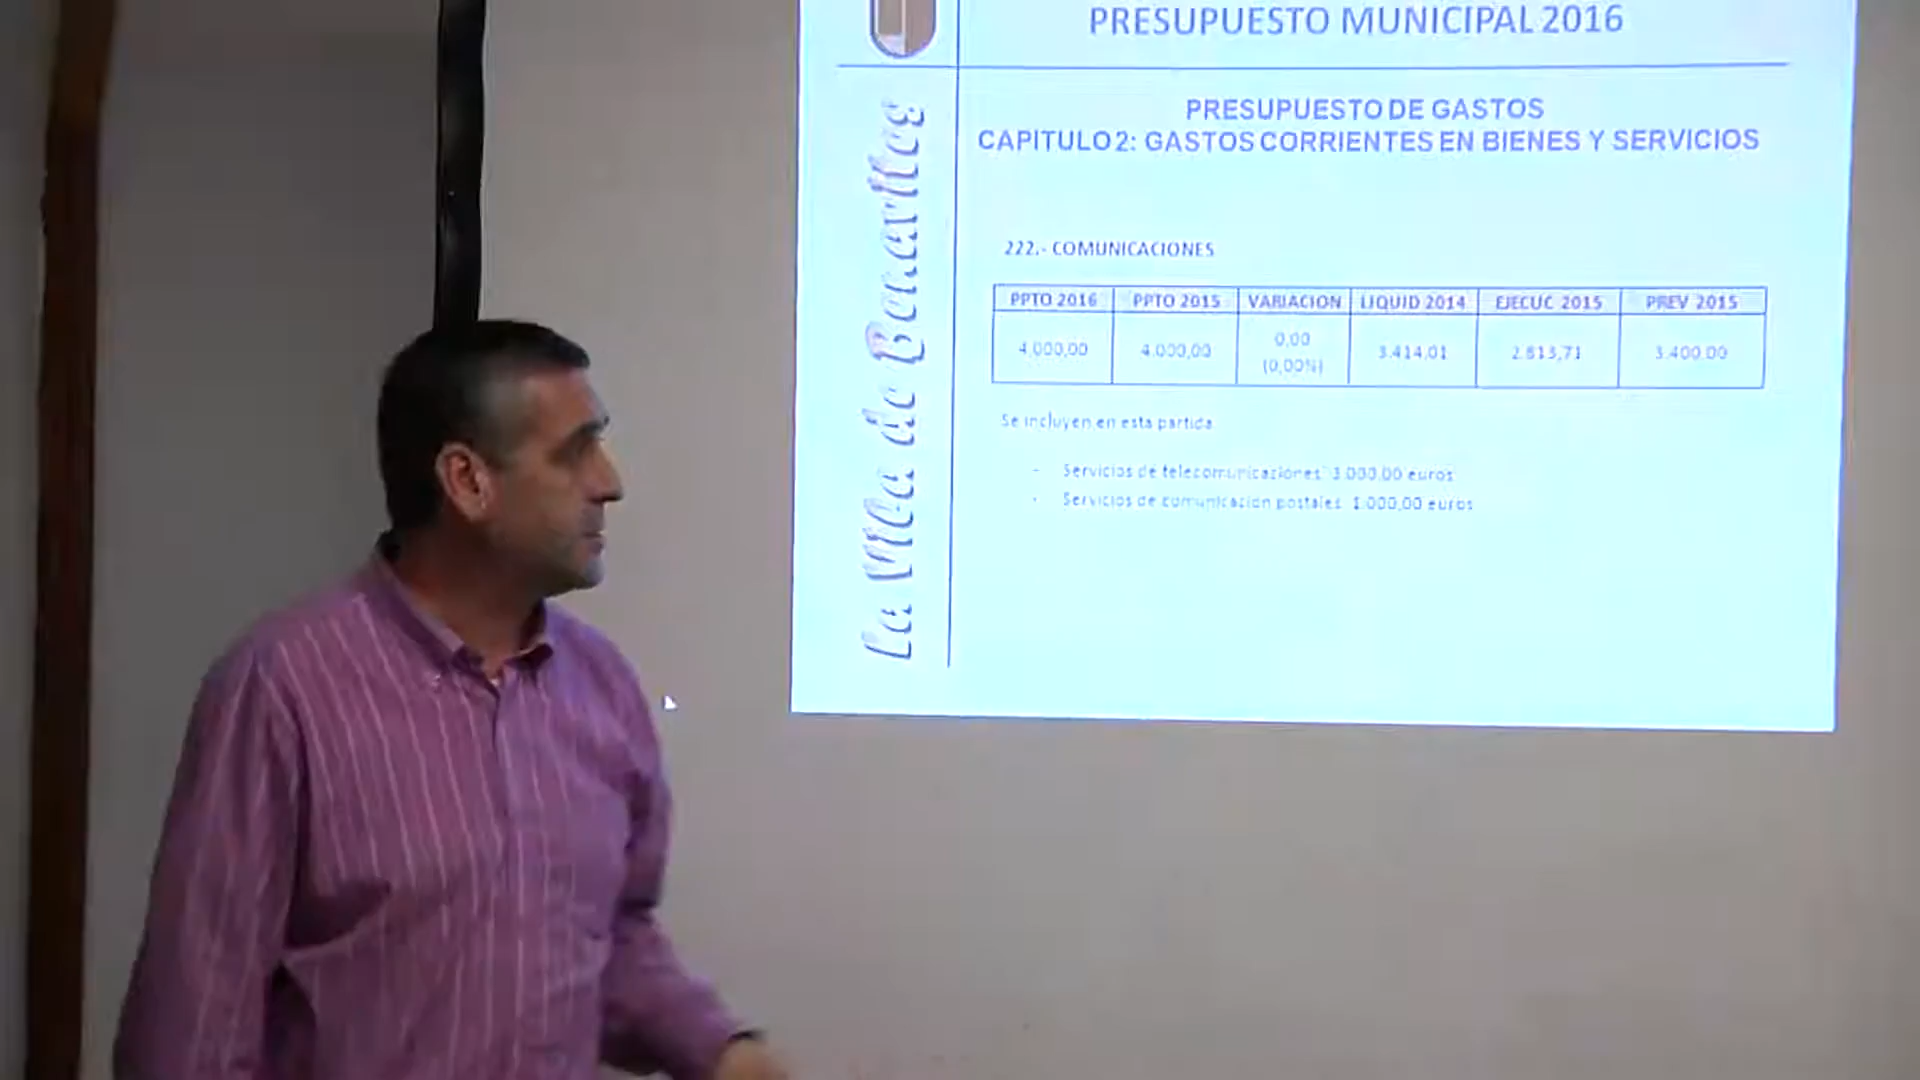 PRESUPUESTO MUNICIPAL 2016
PRESUPUESTO DE GASTOS
CAPITULO 2: GASTOS CORRIENTES EN BIENES Y SERVICIOS
La Vila de Benavites
222.- COMUNICACIONES
PPTO 2016 PPTO 2015 VARIACION LIQUID 2014 EJECUC 2015 PREV 2015
4.000,00 4.000,00 0,00 (0,00%) 3.414,01 2.813,71 3.400,00
Se incluyen en esta partida
- Servicios de telecomunicaciones: 3.000,00 euros
- Servicios de comunicación postales: 1.000,00 euros